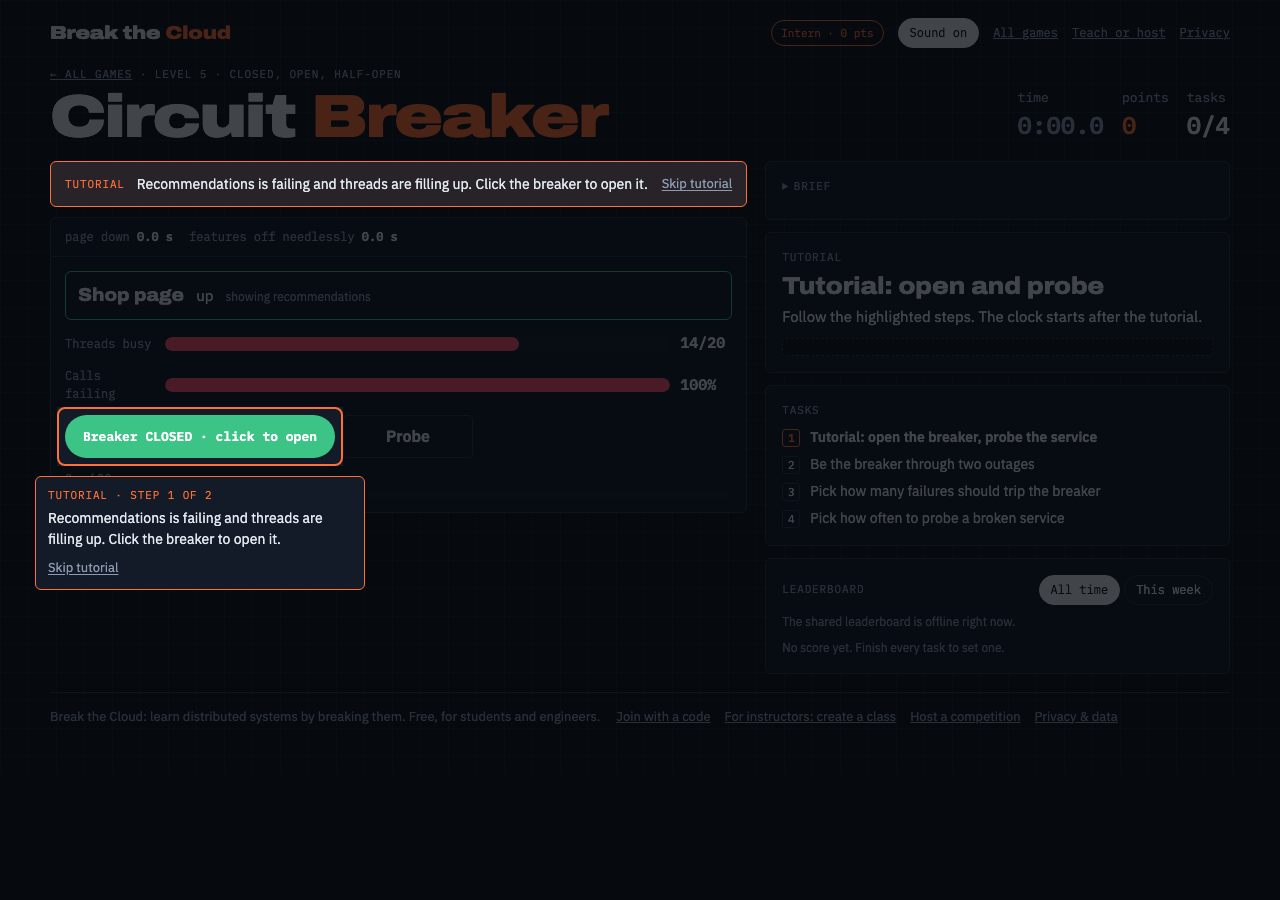 Break the Cloud
Intern · 0 pts
Sound on
All games
Teach or host
Privacy
← ALL GAMES · LEVEL 5 · CLOSED, OPEN, HALF-OPEN
Circuit Breaker
time
0:00.0
points
0
tasks
0/4
TUTORIAL Recommendations is failing and threads are filling up. Click the breaker to open it. Skip tutorial
page down 0.0 s features off needlessly 0.0 s
Shop page up showing recommendations
Threads busy 14/20
Calls failing 100%
Breaker CLOSED · click to open
Probe
TUTORIAL · STEP 1 OF 2
Recommendations is failing and threads are
filling up. Click the breaker to open it.
Skip tutorial
▶ BRIEF
TUTORIAL
Tutorial: open and probe
Follow the highlighted steps. The clock starts after the tutorial.
TASKS
1 Tutorial: open the breaker, probe the service
2 Be the breaker through two outages
3 Pick how many failures should trip the breaker
4 Pick how often to probe a broken service
LEADERBOARD
All time
This week
The shared leaderboard is offline right now.
No score yet. Finish every task to set one.
Break the Cloud: learn distributed systems by breaking them. Free, for students and engineers. Join with a code For instructors: create a class Host a competition Privacy & data